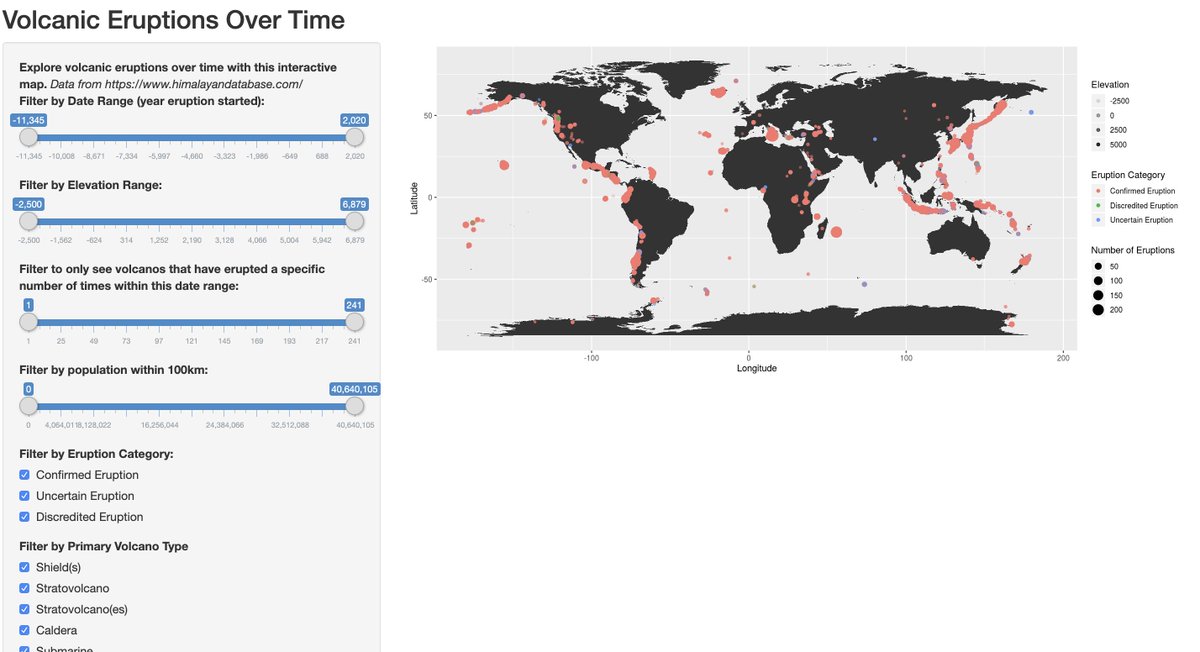 Volcanic Eruptions Over Time
Explore volcanic eruptions over time with this interactive
map. Data from https://www.himalayandatabase.com/
Filter by Date Range (year eruption started):
-11,345 2,020
-11,345 -10,008 -8,671 -7,334 -5,997 -4,660 -3,323 -1,986 -649 688 2,020
Filter by Elevation Range:
-2,500 6,879
-2,500 -1,562 -624 314 1,252 2,190 3,128 4,066 5,004 5,942 6,879
Filter to only see volcanos that have erupted a specific
number of times within this date range:
1 241
1 25 49 73 97 121 145 169 193 217 241
Filter by population within 100km:
0 40,640,105
0 4,064,011 8,128,022 16,256,044 24,384,066 32,512,088 40,640,105
Filter by Eruption Category:
Confirmed Eruption
Uncertain Eruption
Discredited Eruption
Filter by Primary Volcano Type
Shield(s)
Stratovolcano
Stratovolcano(es)
Caldera
Submarine
50
0
-50
Latitude
-100 0 100 200
Longitude
Elevation
-2500
0
2500
5000
Eruption Category
Confirmed Eruption
Discredited Eruption
Uncertain Eruption
Number of Eruptions
50
100
150
200